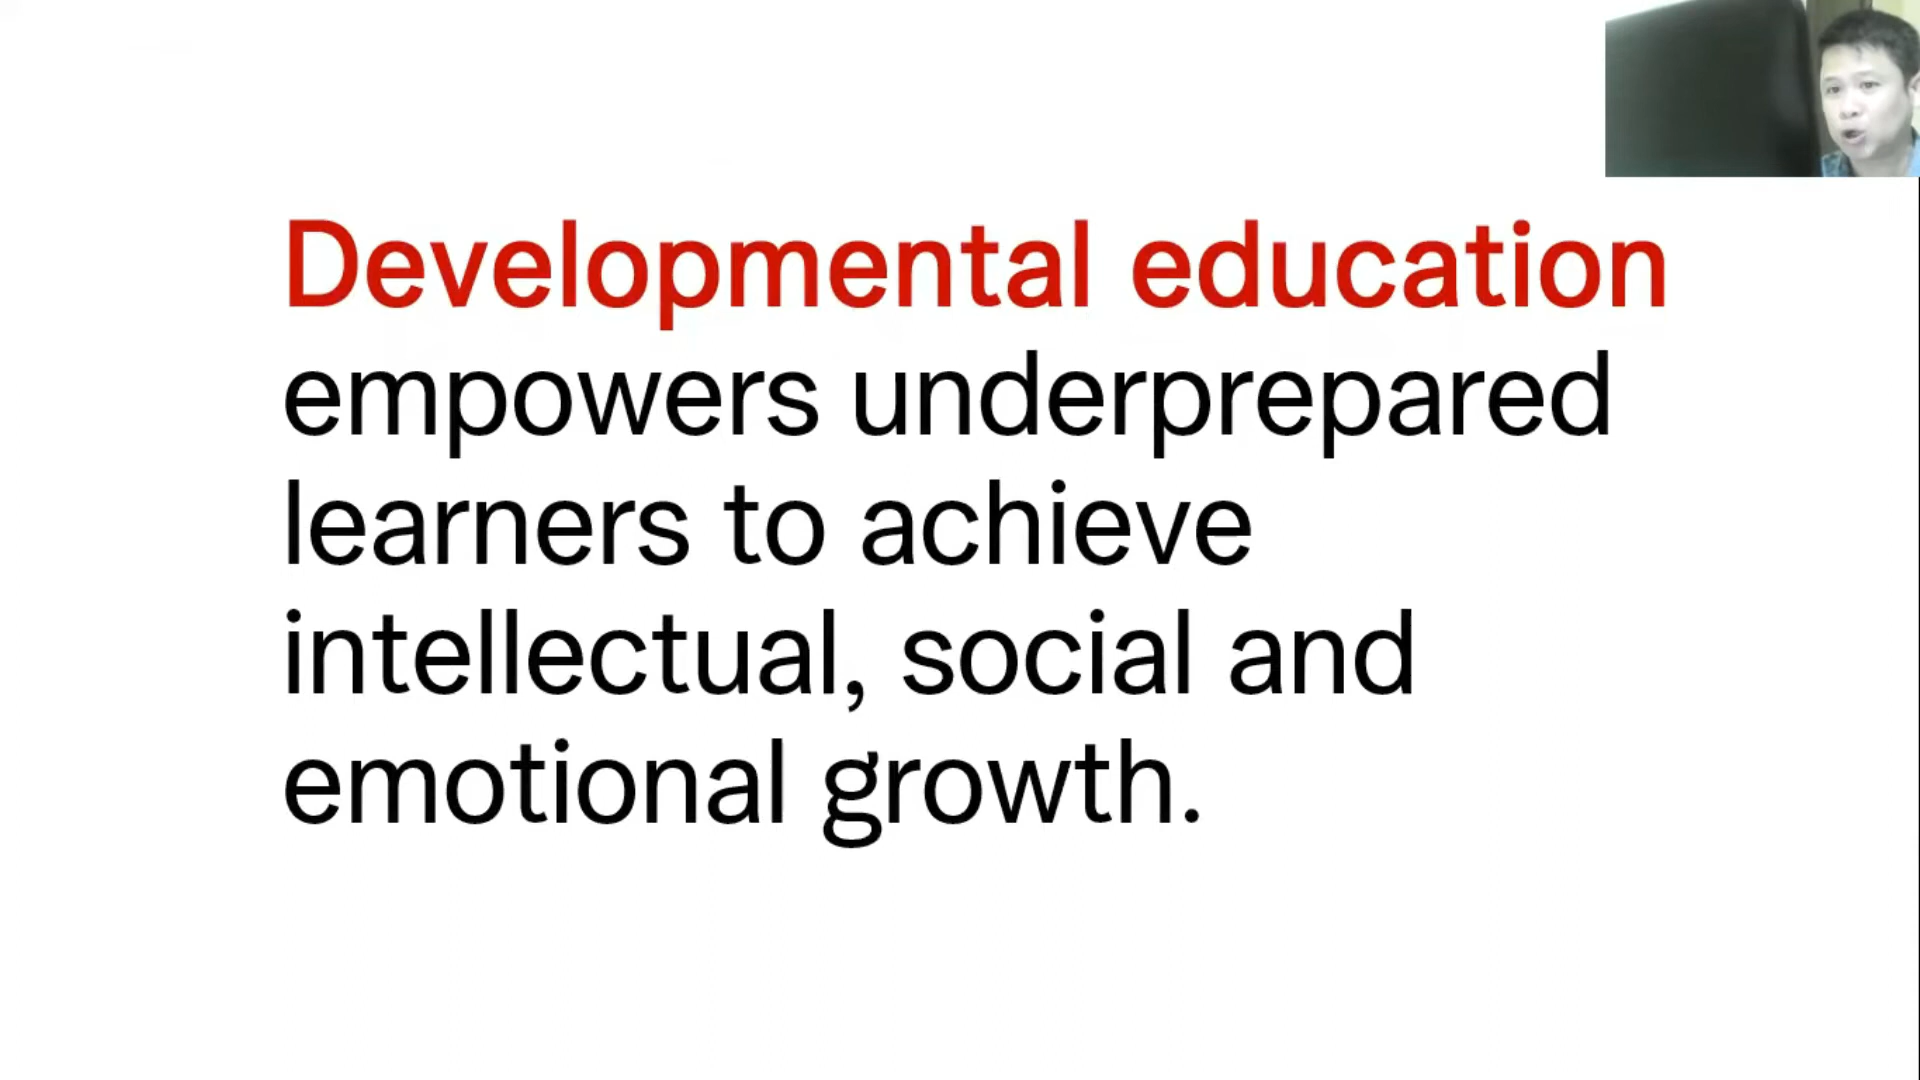 Developmental education
empowers underprepared
learners to achieve
intellectual, social and
emotional growth.